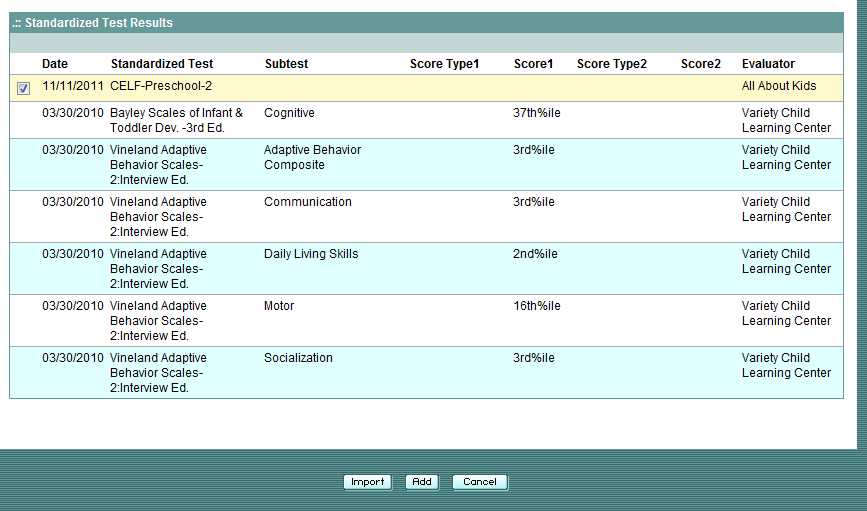 .:: Standardized Test Results
Date Standardized Test Subtest Score Type1 Score1 Score Type2 Score2 Evaluator
11/11/2011 CELF-Preschool-2 All About Kids
03/30/2010 Bayley Scales of Infant & Cognitive 37th%ile Variety Child
Toddler Dev. -3rd Ed. Learning Center
03/30/2010 Vineland Adaptive Adaptive Behavior 3rd%ile Variety Child
Behavior Scales- Composite Learning Center
2:Interview Ed.
03/30/2010 Vineland Adaptive Communication 3rd%ile Variety Child
Behavior Scales- Learning Center
2:Interview Ed.
03/30/2010 Vineland Adaptive Daily Living Skills 2nd%ile Variety Child
Behavior Scales- Learning Center
2:Interview Ed.
03/30/2010 Vineland Adaptive Motor 16th%ile Variety Child
Behavior Scales- Learning Center
2:Interview Ed.
03/30/2010 Vineland Adaptive Socialization 3rd%ile Variety Child
Behavior Scales- Learning Center
2:Interview Ed.
Import Add Cancel